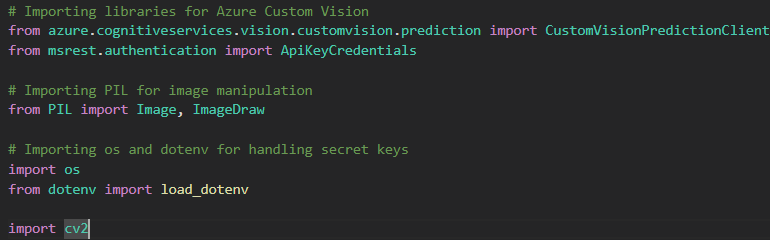 # Importing libraries for Azure Custom Vision
from azure.cognitiveservices.vision.customvision.prediction import CustomVisionPredictionClient
from msrest.authentication import ApiKeyCredentials
# Importing PIL for image manipulation
from PIL import Image, ImageDraw
# Importing os and dotenv for handling secret keys
import os
from dotenv import load_dotenv
import cv2